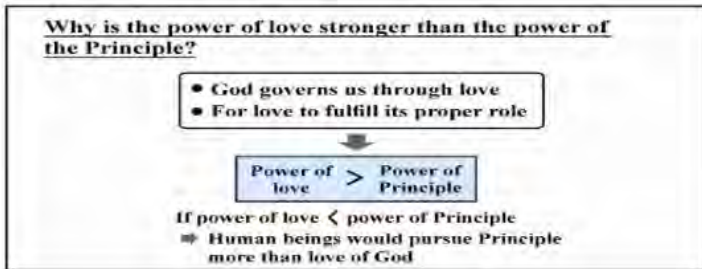 Why is the power of love stronger than the power of
the Principle?
• God governs us through love
• For love to fulfill its proper role
Power of love > Power of Principle
If power of love < power of Principle
➡ Human beings would pursue Principle
more than love of God